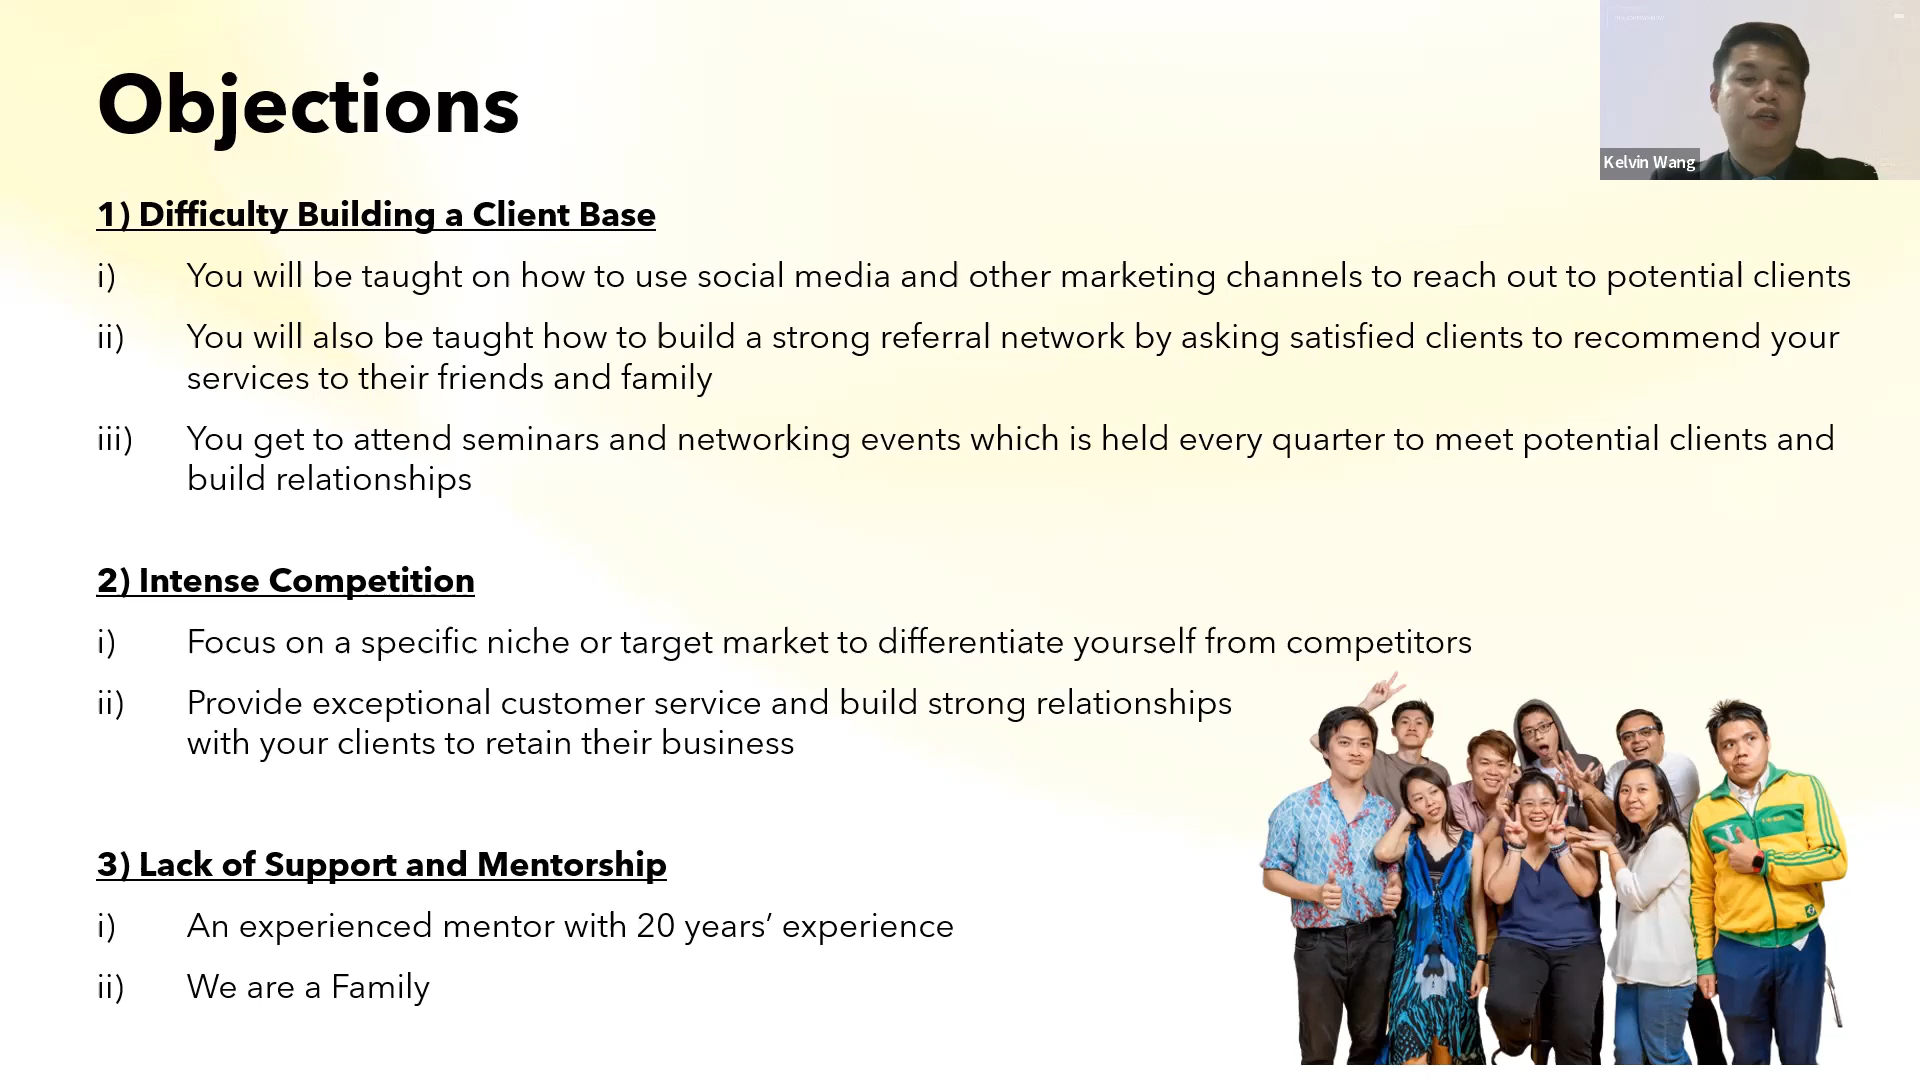 Objections
Kelvin Wang
1) Difficulty Building a Client Base
i) You will be taught on how to use social media and other marketing channels to reach out to potential clients
ii) You will also be taught how to build a strong referral network by asking satisfied clients to recommend your
services to their friends and family
iii) You get to attend seminars and networking events which is held every quarter to meet potential clients and
build relationships
2) Intense Competition
i) Focus on a specific niche or target market to differentiate yourself from competitors
ii) Provide exceptional customer service and build strong relationships
with your clients to retain their business
3) Lack of Support and Mentorship
i) An experienced mentor with 20 years’ experience
ii) We are a Family